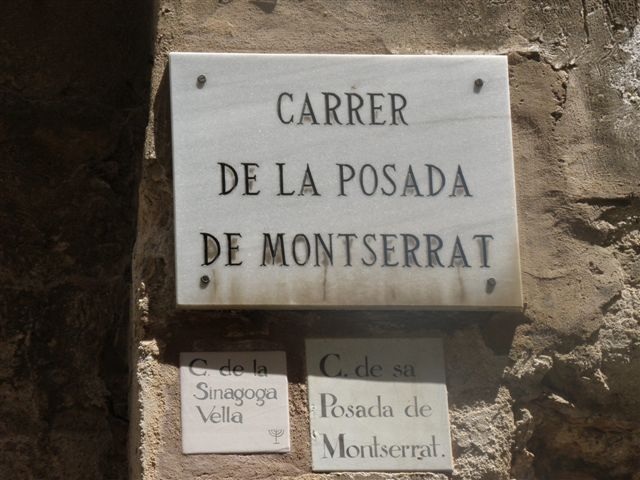 CARRER
DE LA POSADA
DE MONTSERRAT
C. de la
Sinagoga
Vella
C. de sa
Posada de
Montserrat.